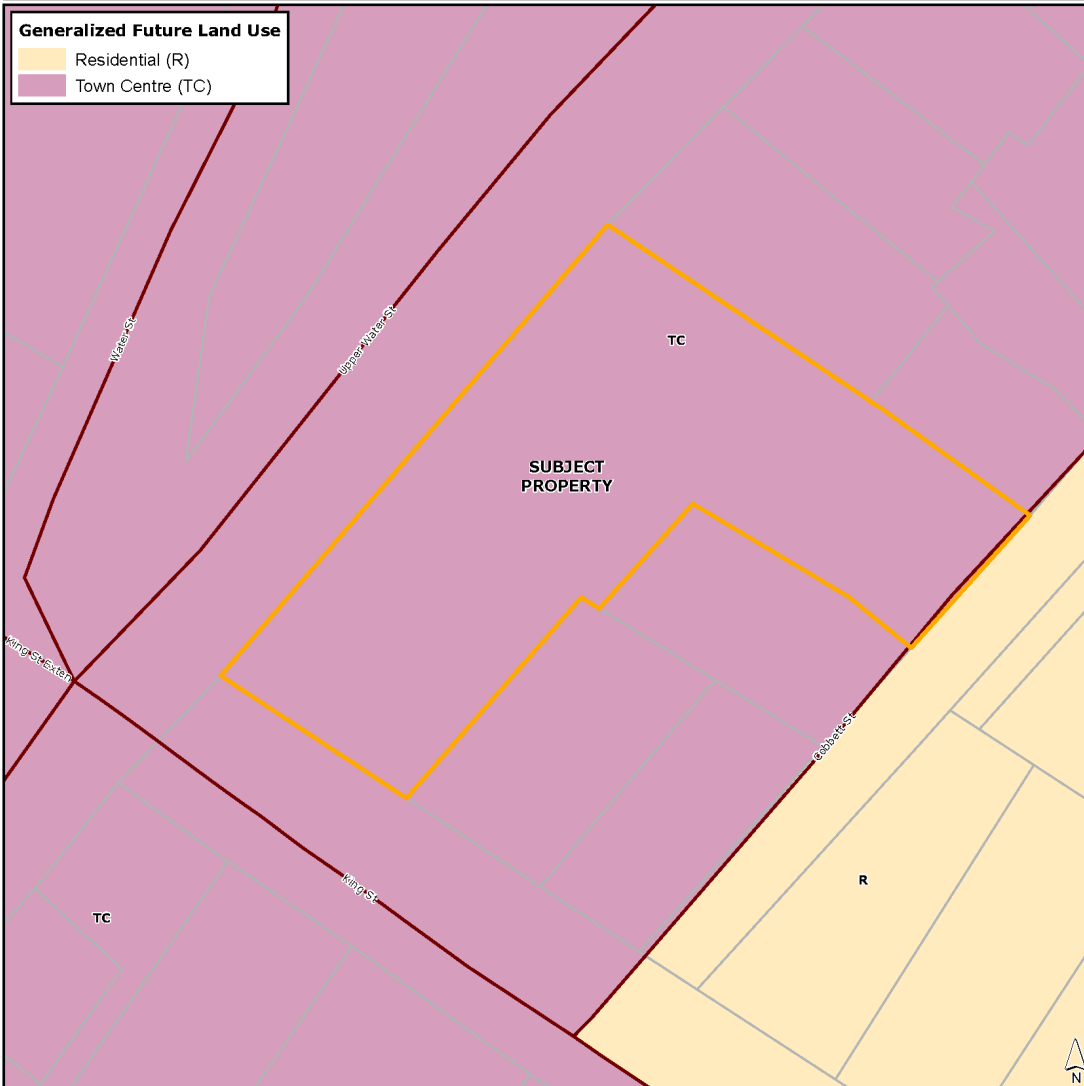 Generalized Future Land Use
Residential (R)
Town Centre (TC)
Water St
Upper Water St
TC
SUBJECT
PROPERTY
King St Exten
Cobbett St
King St
R
TC
N